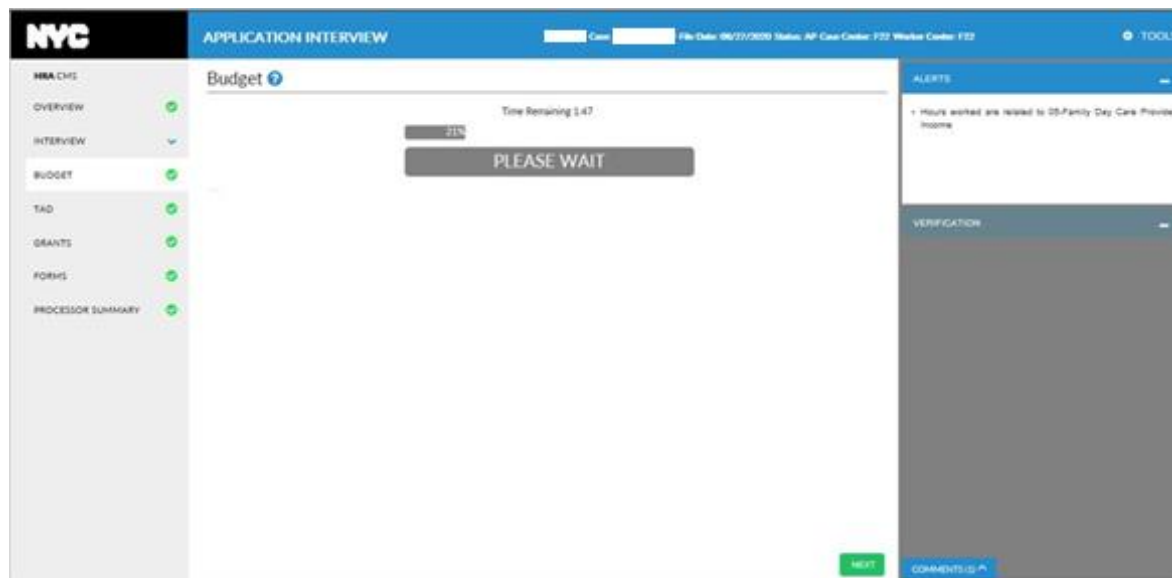 NYC
APPLICATION INTERVIEW
Case
File Date: 06/27/2020 Status: AP Case Center: F22 Worker Center: F22
TOOLS
HRA CMS
OVERVIEW
INTERVIEW
BUDGET
TAD
GRANTS
FORMS
PROCESSOR SUMMARY
Budget ?
Time Remaining 1:47
21%
PLEASE WAIT
NEXT
ALERTS
Hours worked are related to 05-Family Day Care Provide
Income
VERIFICATION
COMMENTS (1)